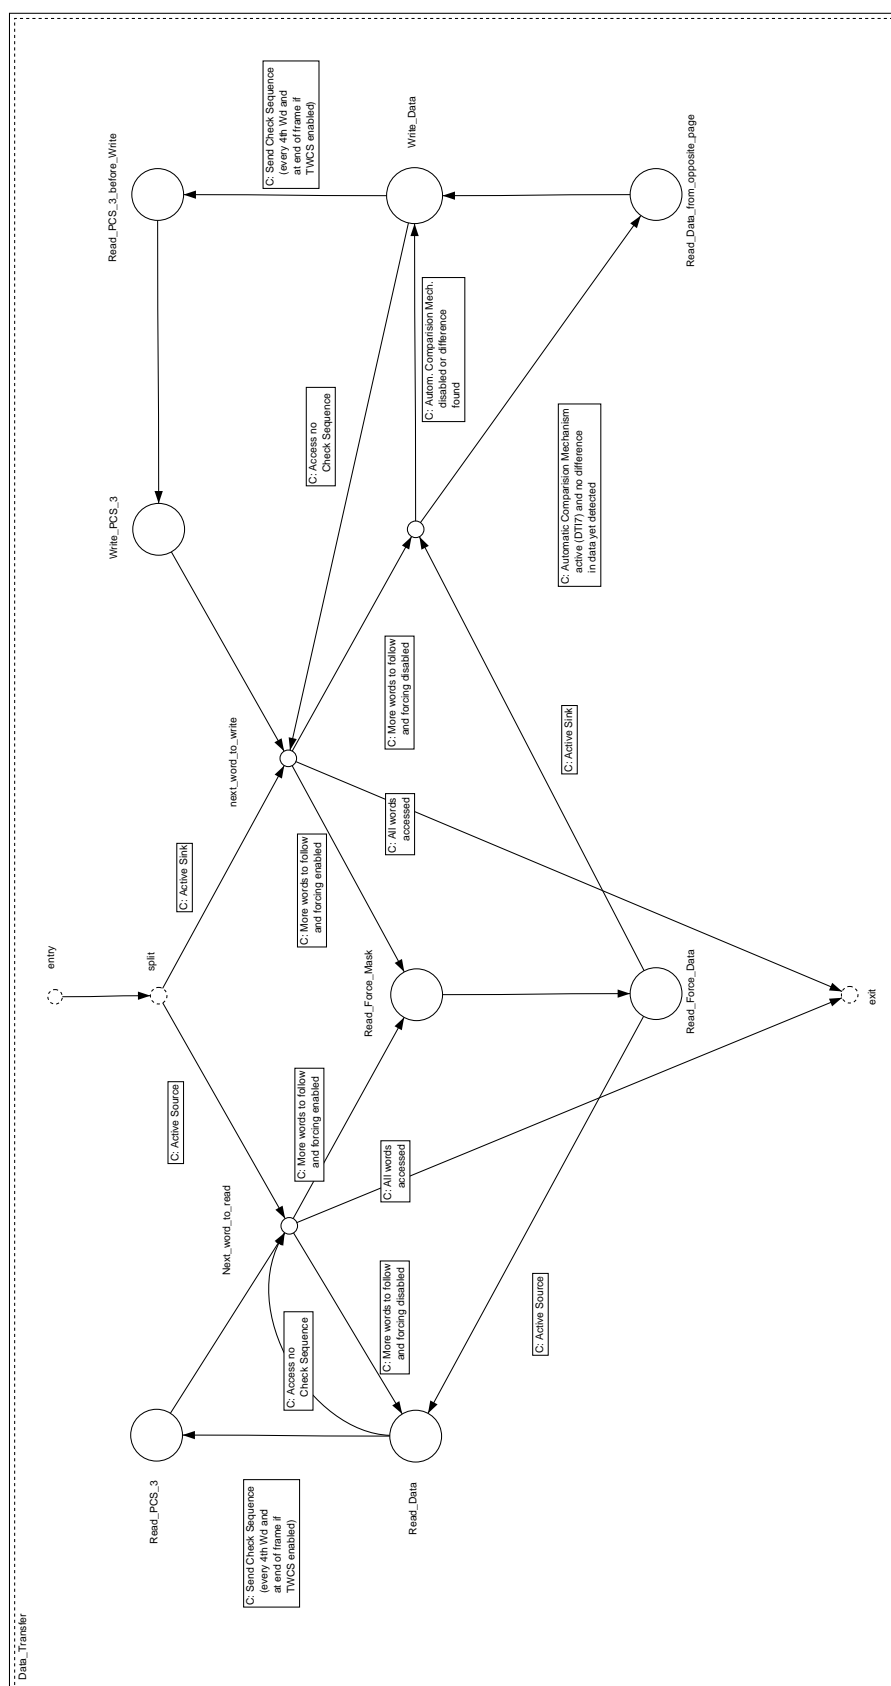 Data_Transfer
entry
split
C: Active Source
C: Active Sink
Read_PCS_3
Next_word_to_read
next_word_to_write
Write_PCS_3
Read_PCS_3_before_Write
C: Send Check Sequence
(every 4th Wd and
at end of frame if
TWCS enabled)
C: Access no
Check Sequence
C: More words to follow
and forcing enabled
C: More words to follow
and forcing enabled
C: Access no
Check Sequence
C: Send Check Sequence
(every 4th Wd and
at end of frame if
TWCS enabled)
C: More words to follow
and forcing disabled
C: All words
accessed
Read_Force_Mask
C: All words
accessed
C: More words to follow
and forcing disabled
C: Autom. Comparision Mech.
disabled or difference
found
Read_Data
Write_Data
C: Active Source
C: Active Sink
C: Automatic Comparision Mechanism
active (DTI7) and no difference
in data yet detected
Read_Force_Data
Read_Data_from_opposite_page
exit